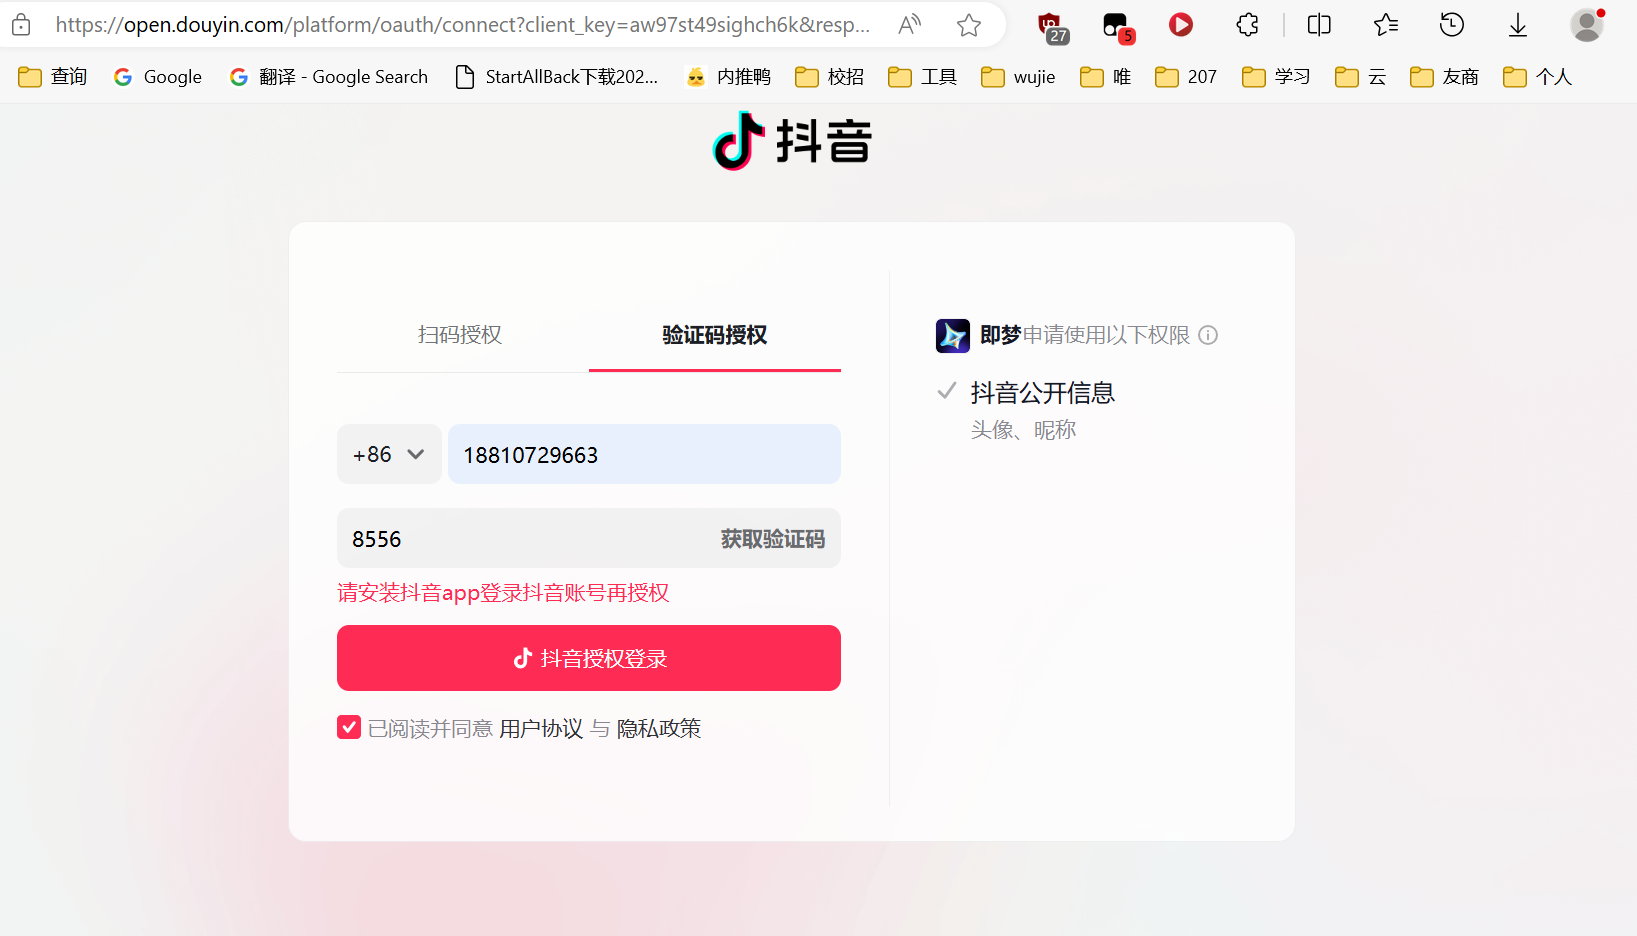 https://open.douyin.com/platform/oauth/connect?client_key=aw97st49sighch6k&resp...
27
5
查询
Google
翻译 - Google Search
StartAllBack下载202...
内推鸭
校招
工具
wujie
唯
207
学习
云
友商
个人
抖音
扫码授权
验证码授权
+86
18810729663
8556
获取验证码
请安装抖音app登录抖音账号再授权
抖音授权登录
已阅读并同意 用户协议 与 隐私政策
即梦申请使用以下权限
抖音公开信息
头像、昵称